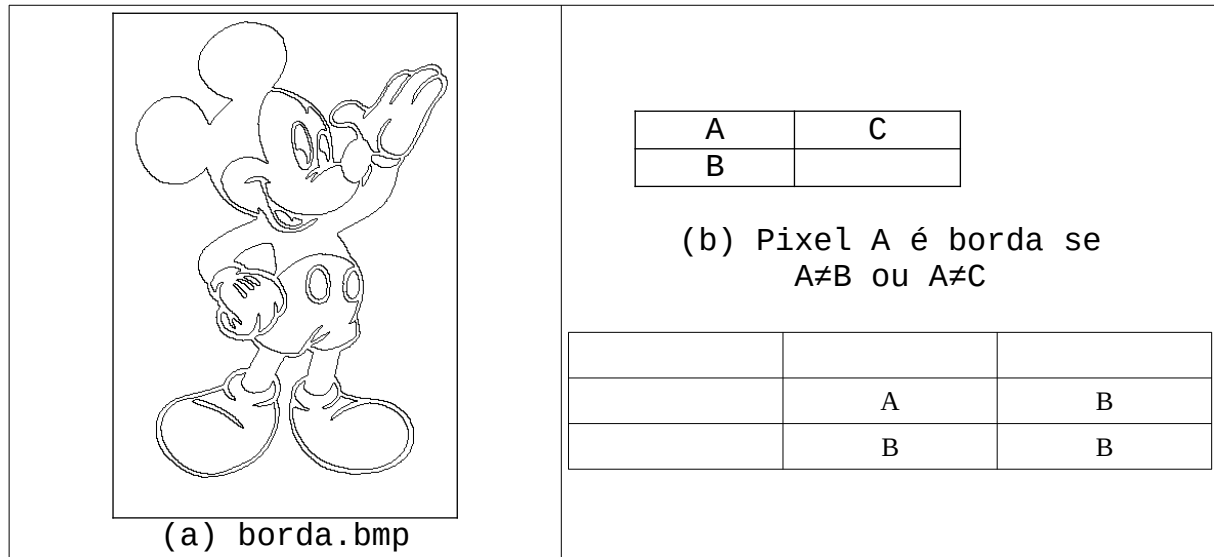 (a) borda.bmp
A C
B
(b) Pixel A é borda se
A≠B ou A≠C
A B
B B